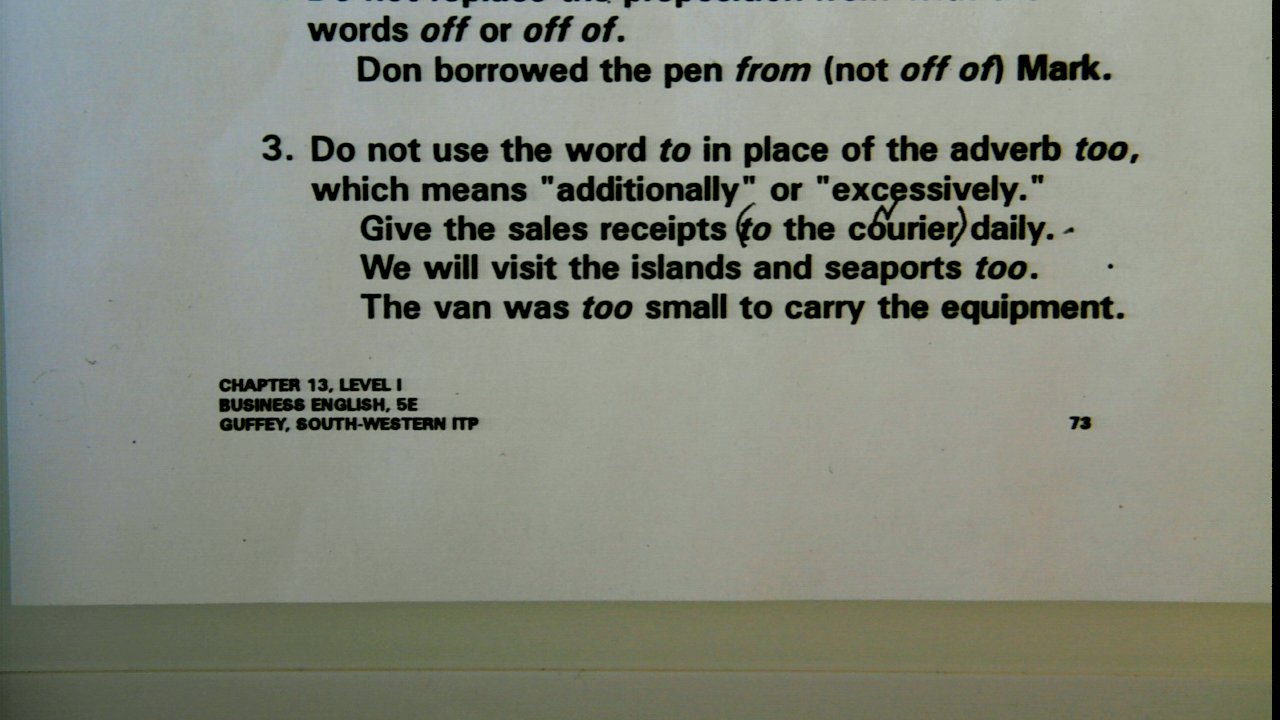 words off or off of.
Don borrowed the pen from (not off of) Mark.
3. Do not use the word to in place of the adverb too,
which means "additionally" or "excessively."
Give the sales receipts (to the courier) daily.
We will visit the islands and seaports too.
The van was too small to carry the equipment.
CHAPTER 13, LEVEL I
BUSINESS ENGLISH, 5E
GUFFEY, SOUTH-WESTERN ITP
73